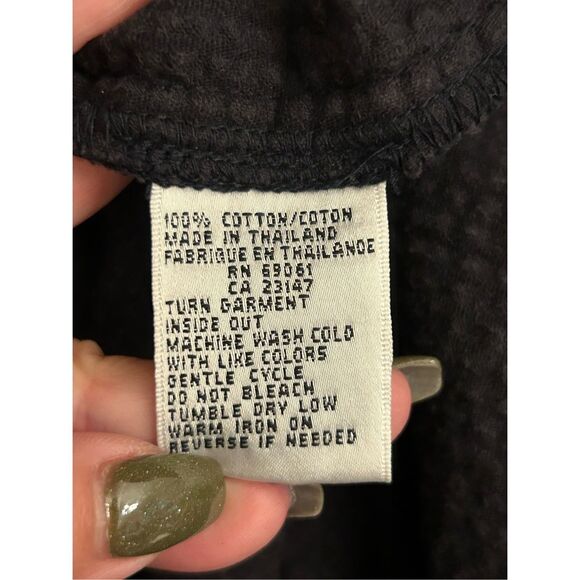 100% COTTON/COTON
MADE IN THAILAND
FABRIQUE EN THAILANDE
RN 69061
CA 23147
TURN GARMENT
INSIDE OUT
MACHINE WASH COLD
WITH LIKE COLORS
GENTLE CYCLE
DO NOT BLEACH
TUMBLE DRY LOW
WARM IRON ON
REVERSE IF NEEDED